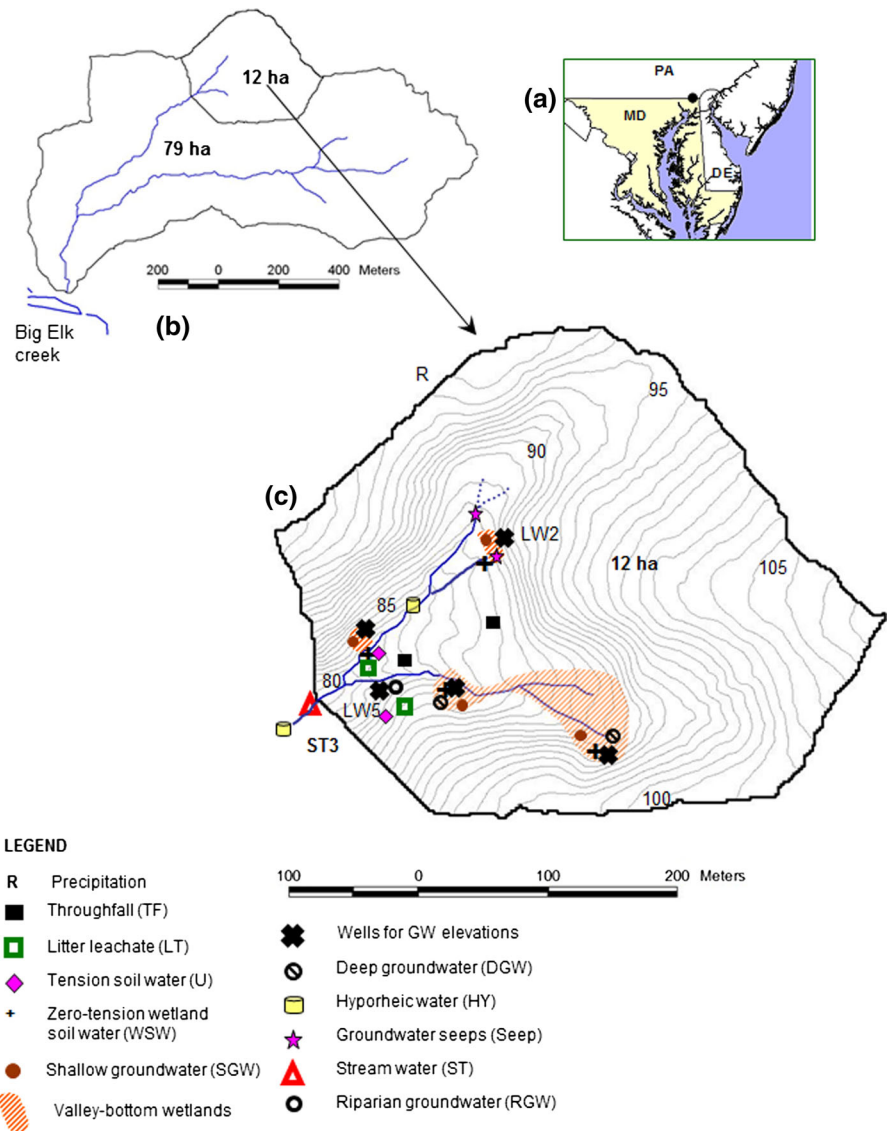 12 ha
79 ha
200 0 200 400 Meters
Big Elk
creek
(b)
(a)
PA
MD
DE
R
95
90
(c)
LW2
12 ha
105
85
80
LW5
ST3
100
LEGEND
R Precipitation
Throughfall (TF)
Litter leachate (LT)
Tension soil water (U)
Zero-tension wetland
soil water (WSW)
Shallow groundwater (SGW)
Valley-bottom wetlands
100 0 100 200 Meters
Wells for GW elevations
Deep groundwater (DGW)
Hyporheic water (HY)
Groundwater seeps (Seep)
Stream water (ST)
Riparian groundwater (RGW)